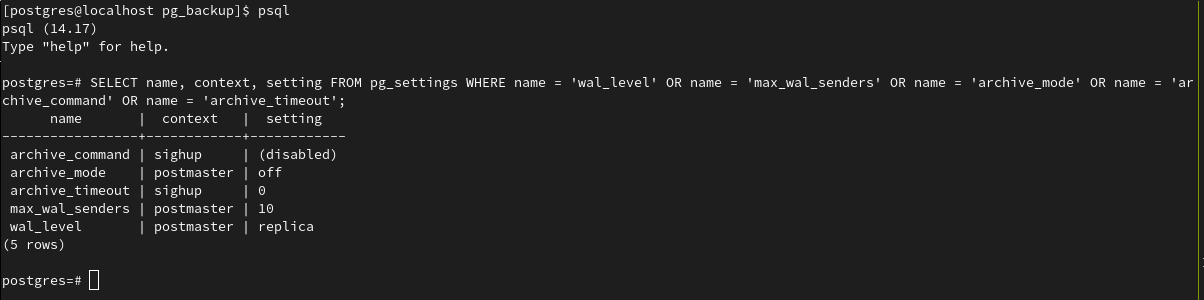 [postgres@localhost pg_backup]$ psql
psql (14.17)
Type "help" for help.
postgres=# SELECT name, context, setting FROM pg_settings WHERE name = 'wal_level' OR name = 'max_wal_senders' OR name = 'archive_mode' OR name = 'ar
chive_command' OR name = 'archive_timeout';
      name       |  context   |  setting
-----------------+------------+------------
 archive_command | sighup     | (disabled)
 archive_mode    | postmaster | off
 archive_timeout | sighup     | 0
 max_wal_senders | postmaster | 10
 wal_level       | postmaster | replica
(5 rows)
postgres=#